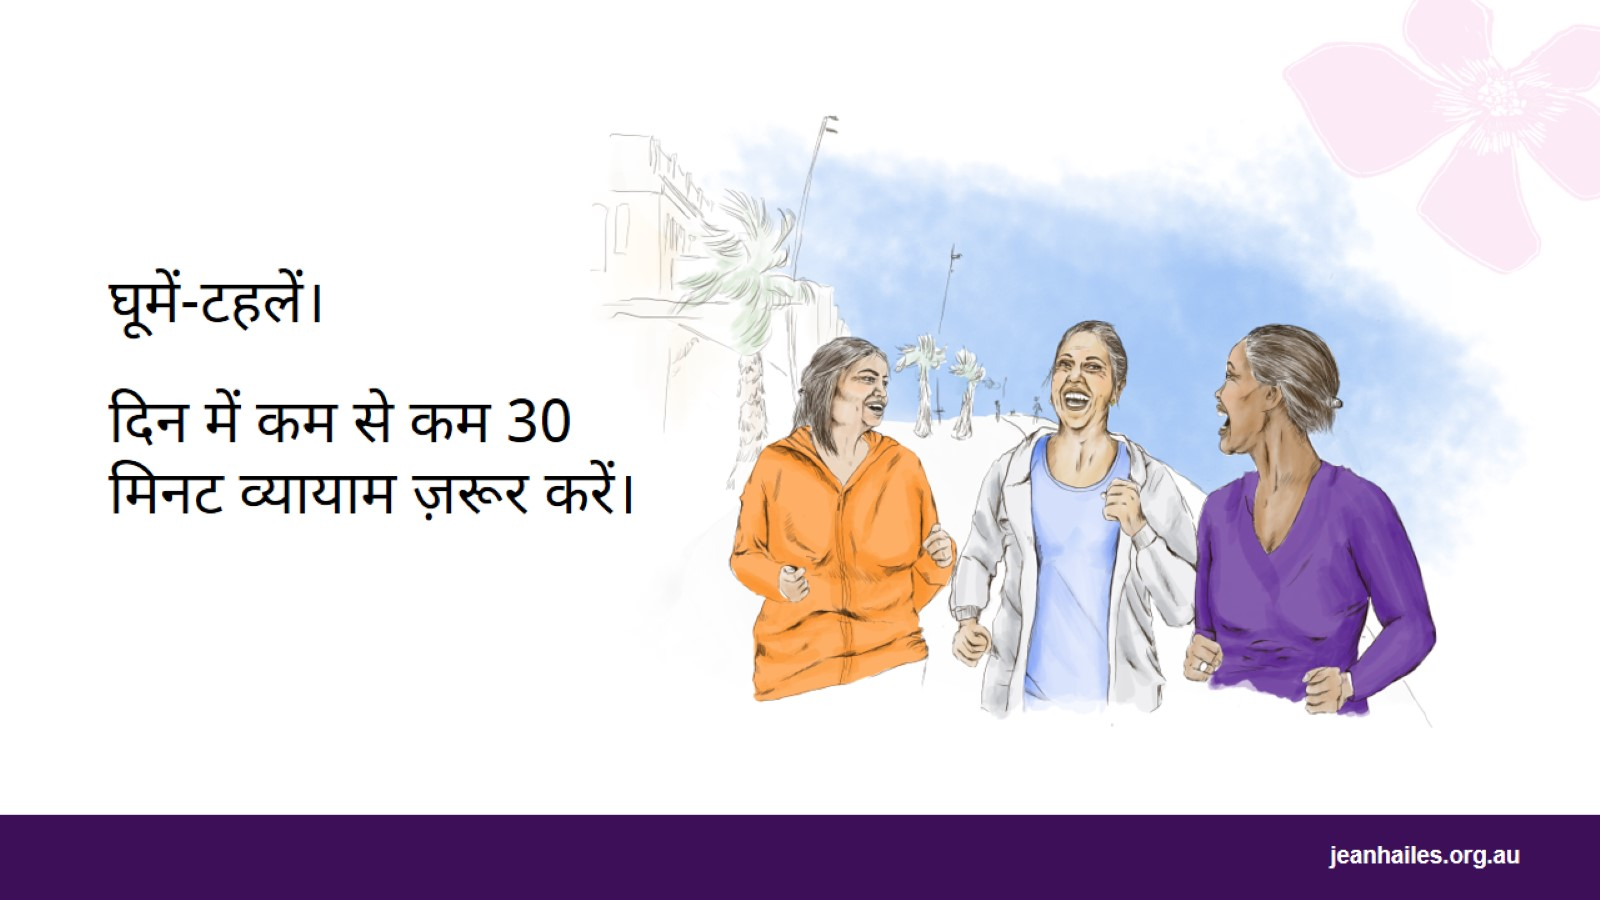 घूमें-टहलें।
दिन में कम से कम 30
मिनट व्यायाम ज़रूर करें।
jeanhailes.org.au